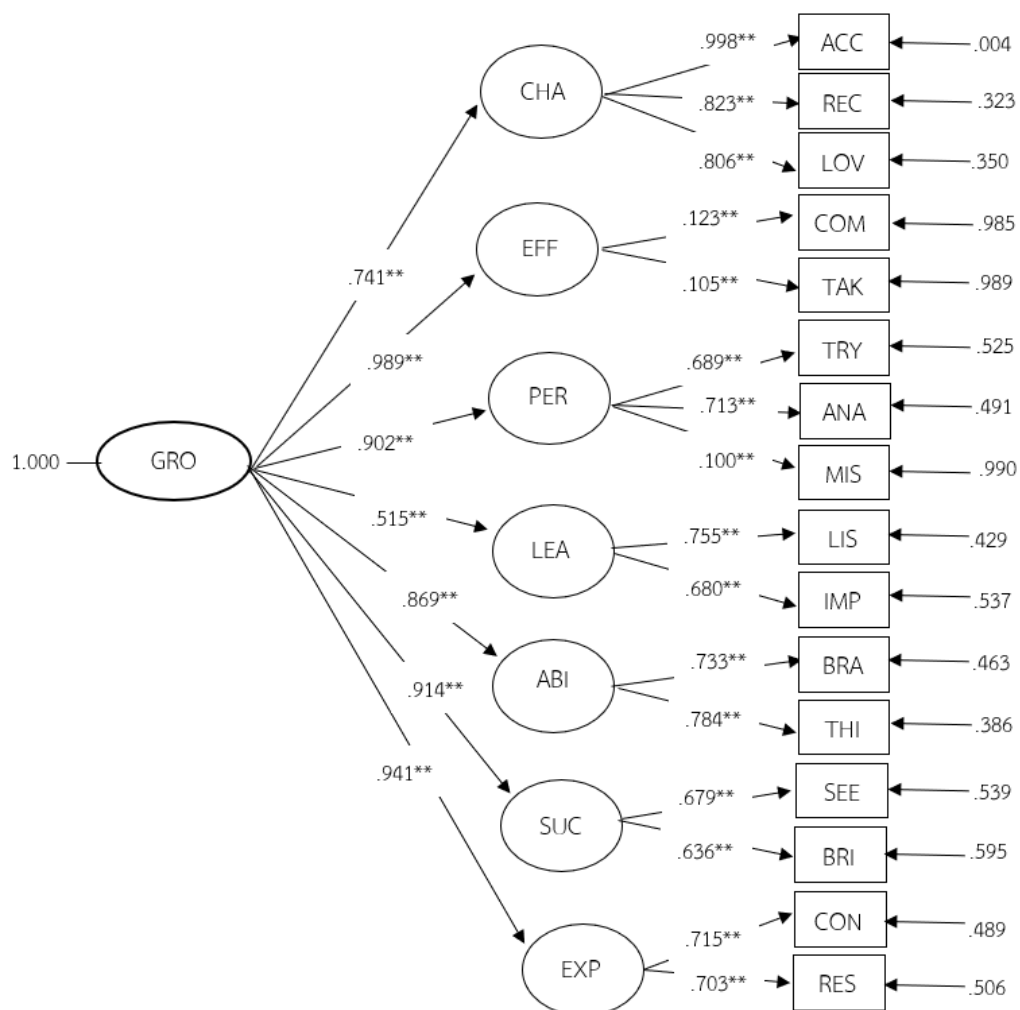 .998** ACC .004
CHA
.823** REC .323
.806** LOV .350
.123** COM .985
EFF
.741**
.105** TAK .989
.689** TRY .525
.989**
PER
.713** ANA .491
.902**
1.000 GRO
.100** MIS .990
.515**
.755** LIS .429
LEA
.869**
.680** IMP .537
.733** BRA .463
ABI
.914**
.784** THI .386
.941**
.679** SEE .539
SUC
.636** BRI .595
.715** CON .489
EXP
.703** RES .506